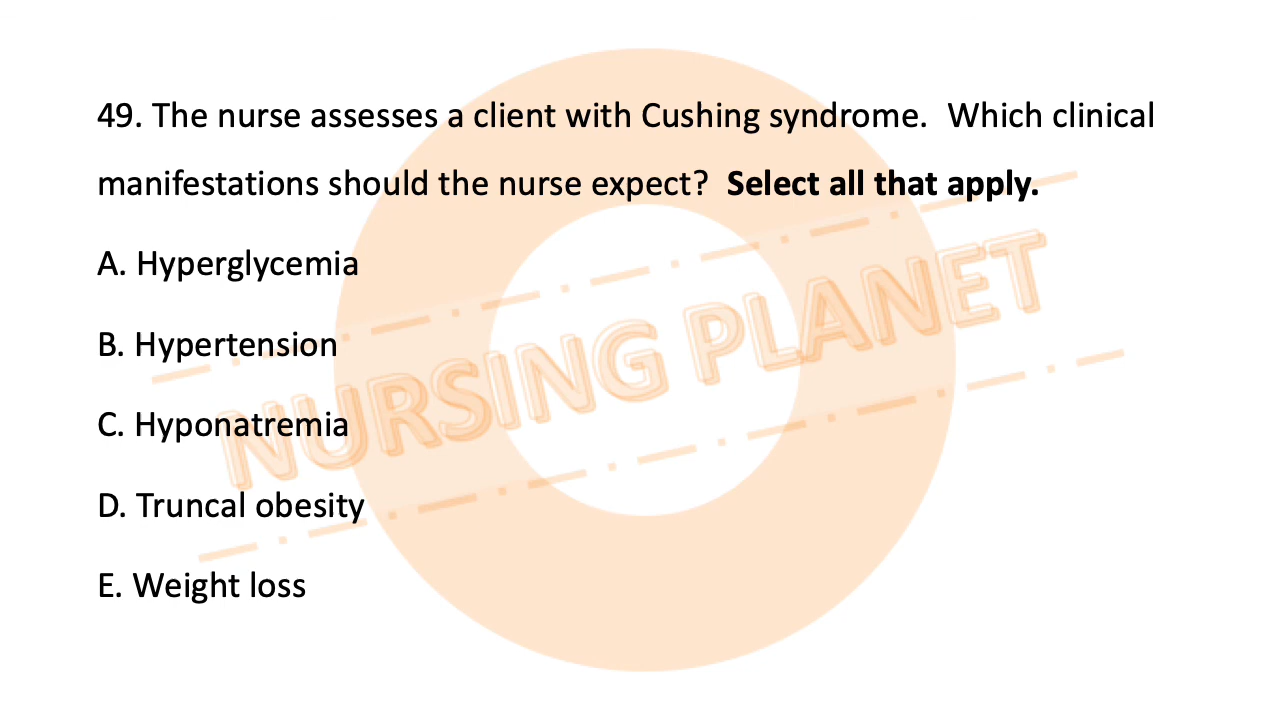 49. The nurse assesses a client with Cushing syndrome.  Which clinical
manifestations should the nurse expect?  Select all that apply.
A. Hyperglycemia
B. Hypertension
C. Hyponatremia
D. Truncal obesity
E. Weight loss
NURSING PLANET